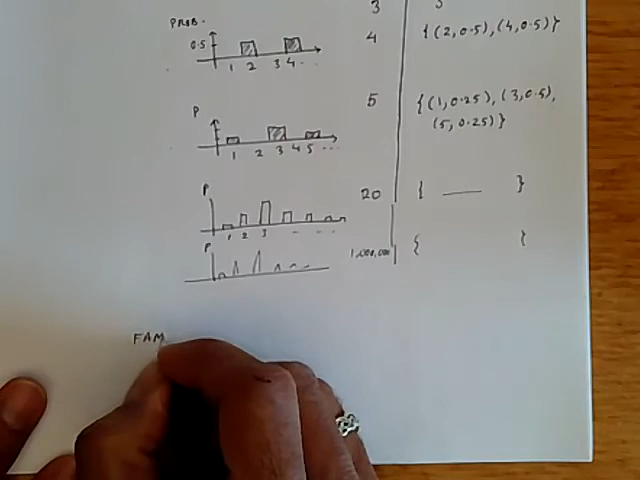 3 3
PROB.
0.5
4 {(2,0.5),(4,0.5)}
1 2 3 4 ...
P
5 {(1,0.25),(3,0.5),
(5,0.25)}
1 2 3 4 5 ...
P
20 { ___ }
1 2 3 - ...
P
1,000,000 { }
FAM